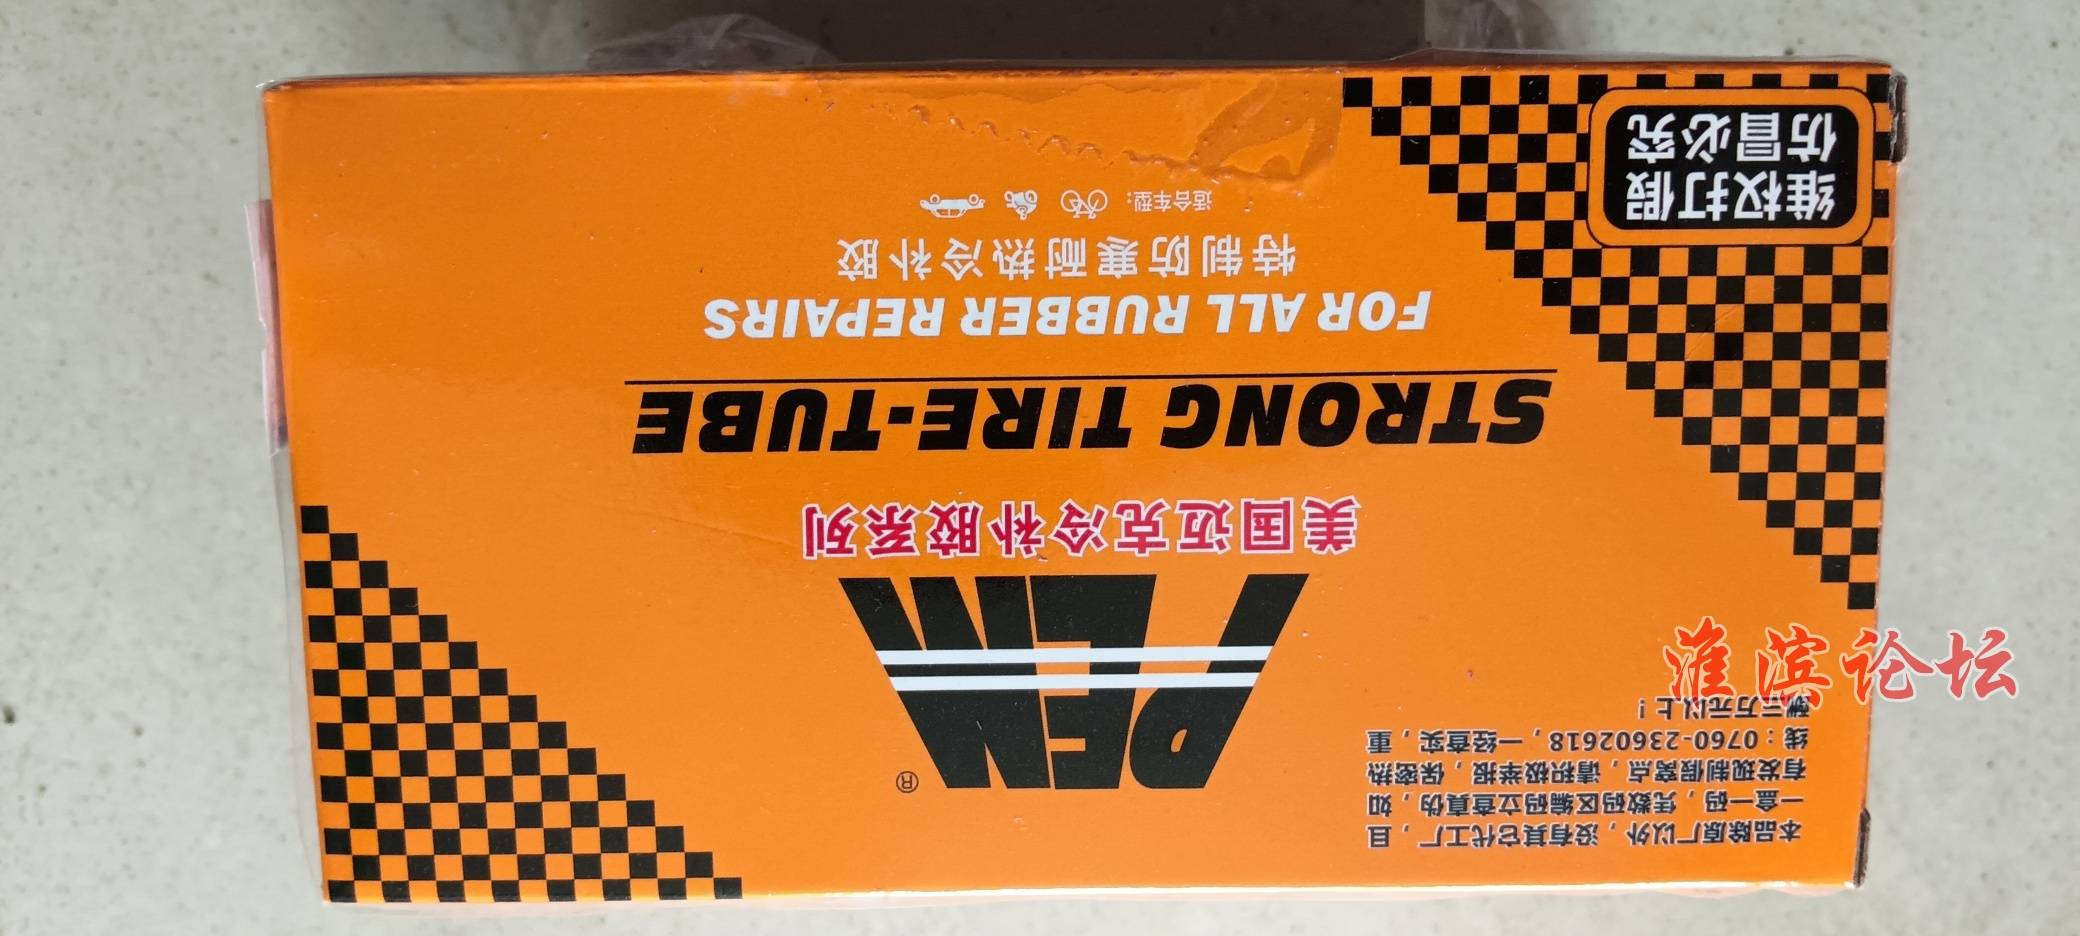 本品除原厂以外，没有其它代工厂，且
一盒一码，凭数码区编码立查真伪，如
有发现制假窝点，请积极举报，保密热
线：0760-23602618，一经查实，重
酬三万元以上！
PEM
PEN
®
美国迈克冷补胶系列
STRONG TIRE-TUBE
FOR ALL RUBBER REPAIRS
特制防寒耐热冷补胶
适合车型：
维权打假
仿冒必究
淮滨论坛